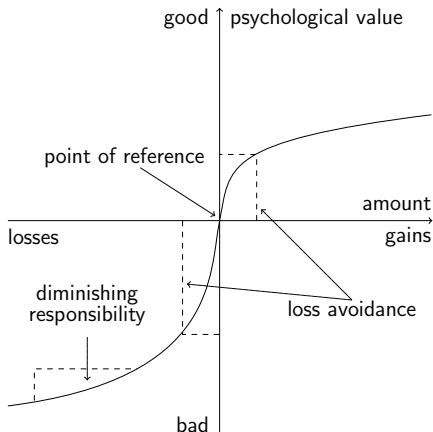 good psychological value
point of reference
amount
losses gains
diminishing
responsibility
loss avoidance
bad